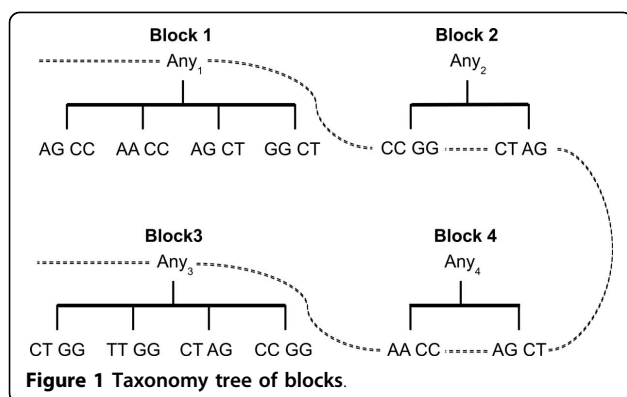 Block 1 Block 2
Any1 Any2
AG CC AA CC AG CT GG CT CC GG CT AG
Block3 Block 4
Any3 Any4
CT GG TT GG CT AG CC GG AA CC AG CT
Figure 1 Taxonomy tree of blocks.